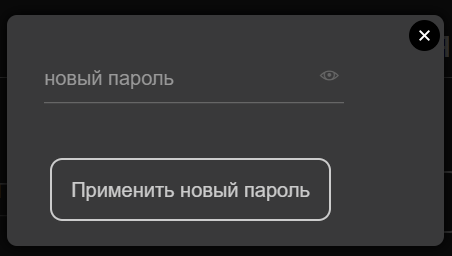 новый пароль
Применить новый пароль